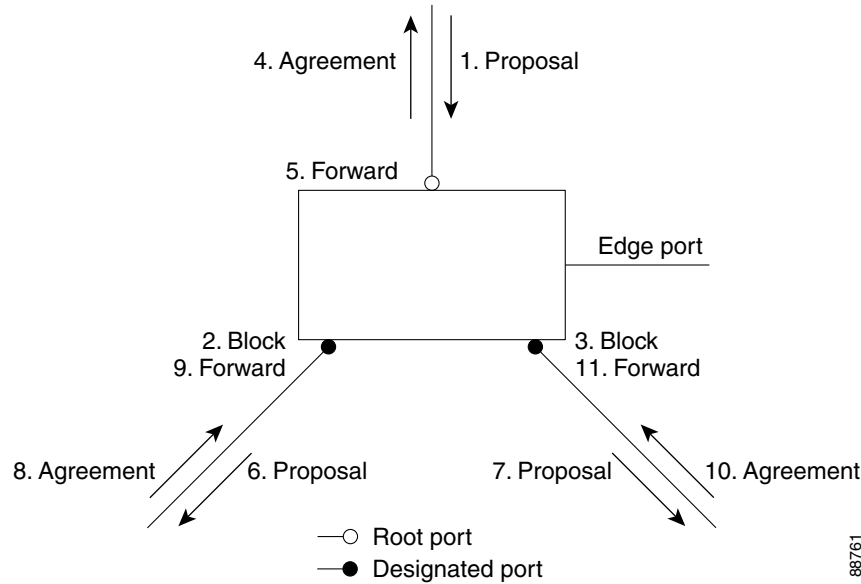 4. Agreement
1. Proposal
5. Forward
Edge port
2. Block
9. Forward
3. Block
11. Forward
8. Agreement
6. Proposal
7. Proposal
10. Agreement
Root port
Designated port
88761